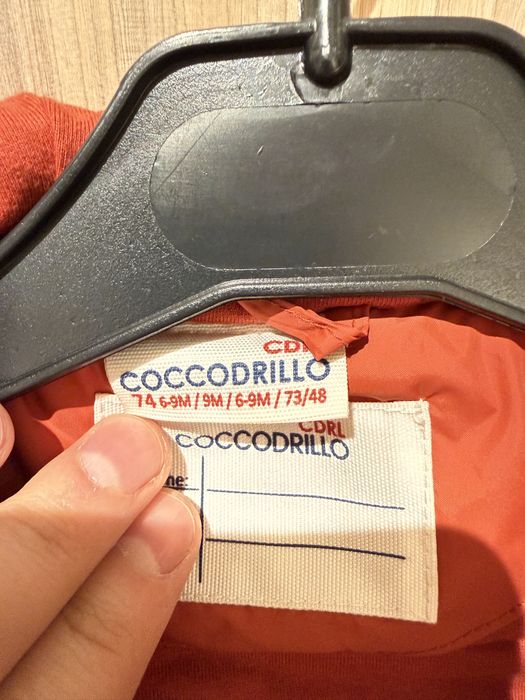 CDRL
COCCODRILLO
74 6-9M / 9M / 6-9M / 73/48
CDRL
COCCODRILLO